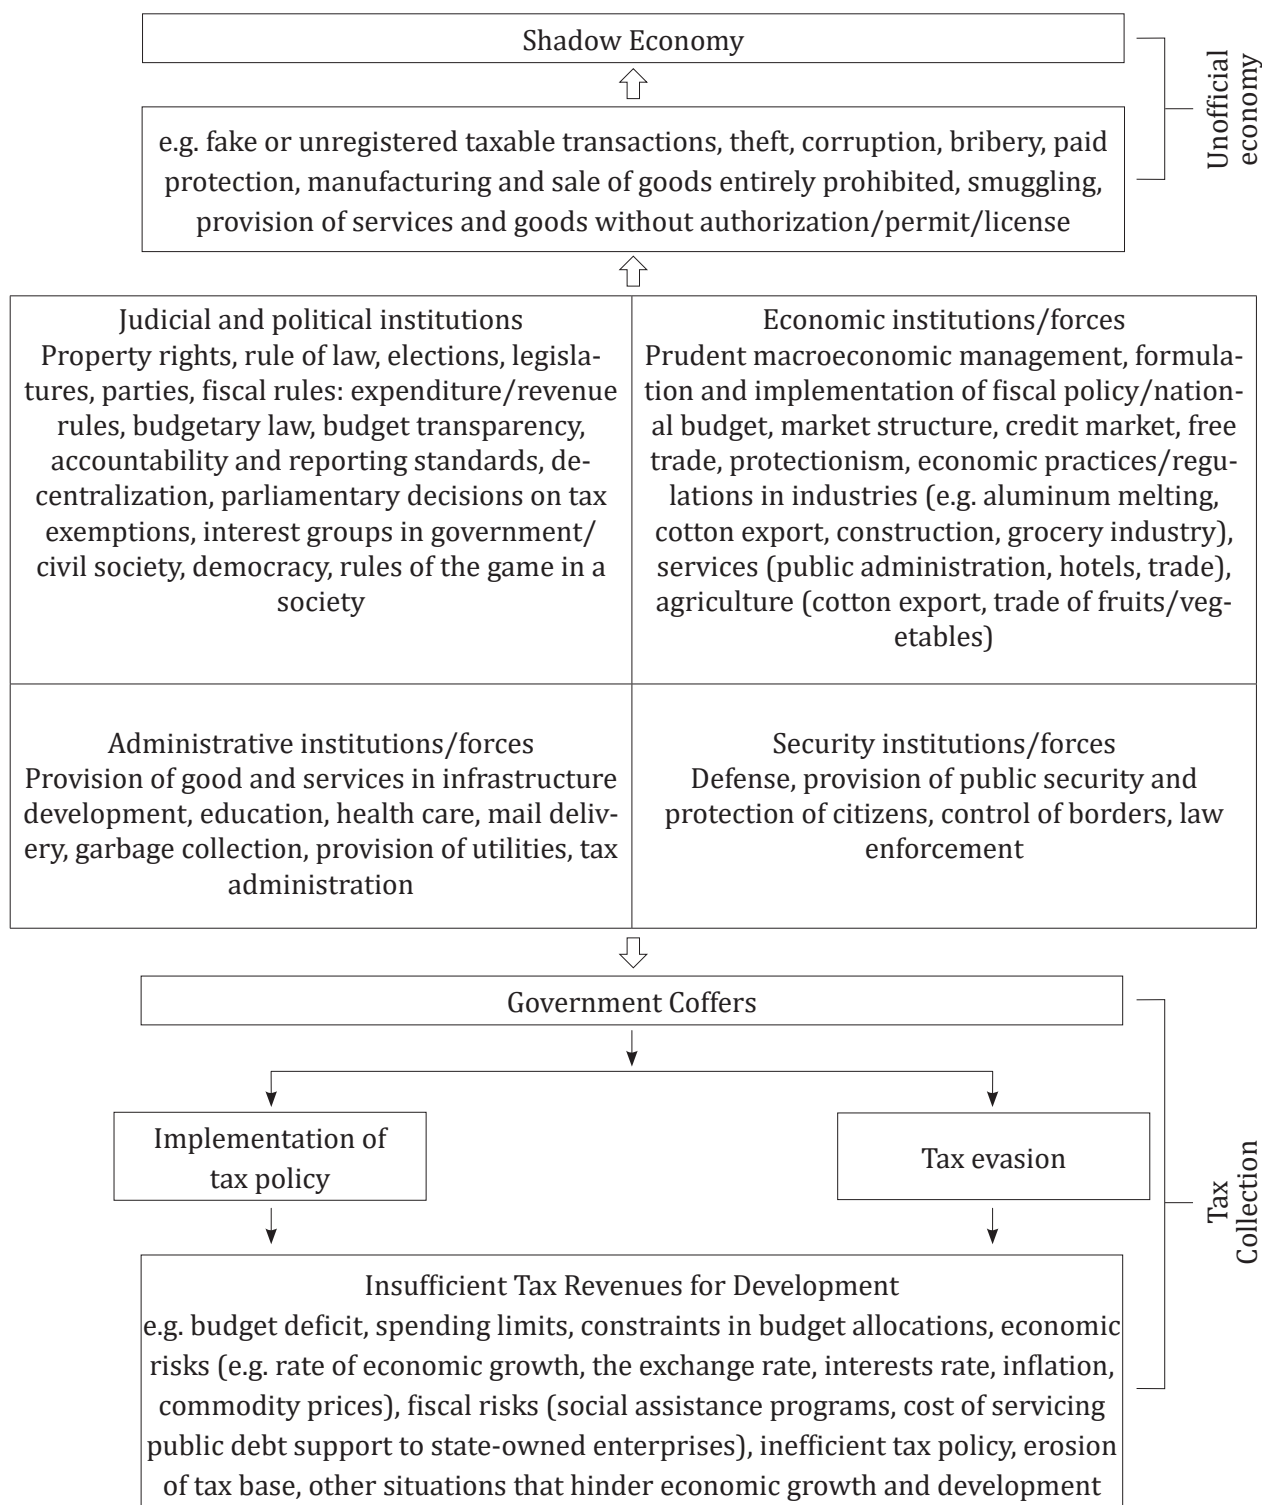 Shadow Economy
Unofficial
economy
e.g. fake or unregistered taxable transactions, theft, corruption, bribery, paid
protection, manufacturing and sale of goods entirely prohibited, smuggling,
provision of services and goods without authorization/permit/license
Judicial and political institutions
Property rights, rule of law, elections, legisla-
tures, parties, fiscal rules: expenditure/revenue
rules, budgetary law, budget transparency,
accountability and reporting standards, de-
centralization, parliamentary decisions on tax
exemptions, interest groups in government/
civil society, democracy, rules of the game in a
society
Economic institutions/forces
Prudent macroeconomic management, formula-
tion and implementation of fiscal policy/nation-
al budget, market structure, credit market, free
trade, protectionism, economic practices/regu-
lations in industries (e.g. aluminum melting,
cotton export, construction, grocery industry),
services (public administration, hotels, trade),
agriculture (cotton export, trade of fruits/veg-
etables)
Administrative institutions/forces
Provision of good and services in infrastructure
development, education, health care, mail deliv-
ery, garbage collection, provision of utilities, tax
administration
Security institutions/forces
Defense, provision of public security and
protection of citizens, control of borders, law
enforcement
Government Coffers
Implementation of
tax policy
Tax evasion
Tax
Collection
Insufficient Tax Revenues for Development
e.g. budget deficit, spending limits, constraints in budget allocations, economic
risks (e.g. rate of economic growth, the exchange rate, interests rate, inflation,
commodity prices), fiscal risks (social assistance programs, cost of servicing
public debt support to state-owned enterprises), inefficient tax policy, erosion
of tax base, other situations that hinder economic growth and development